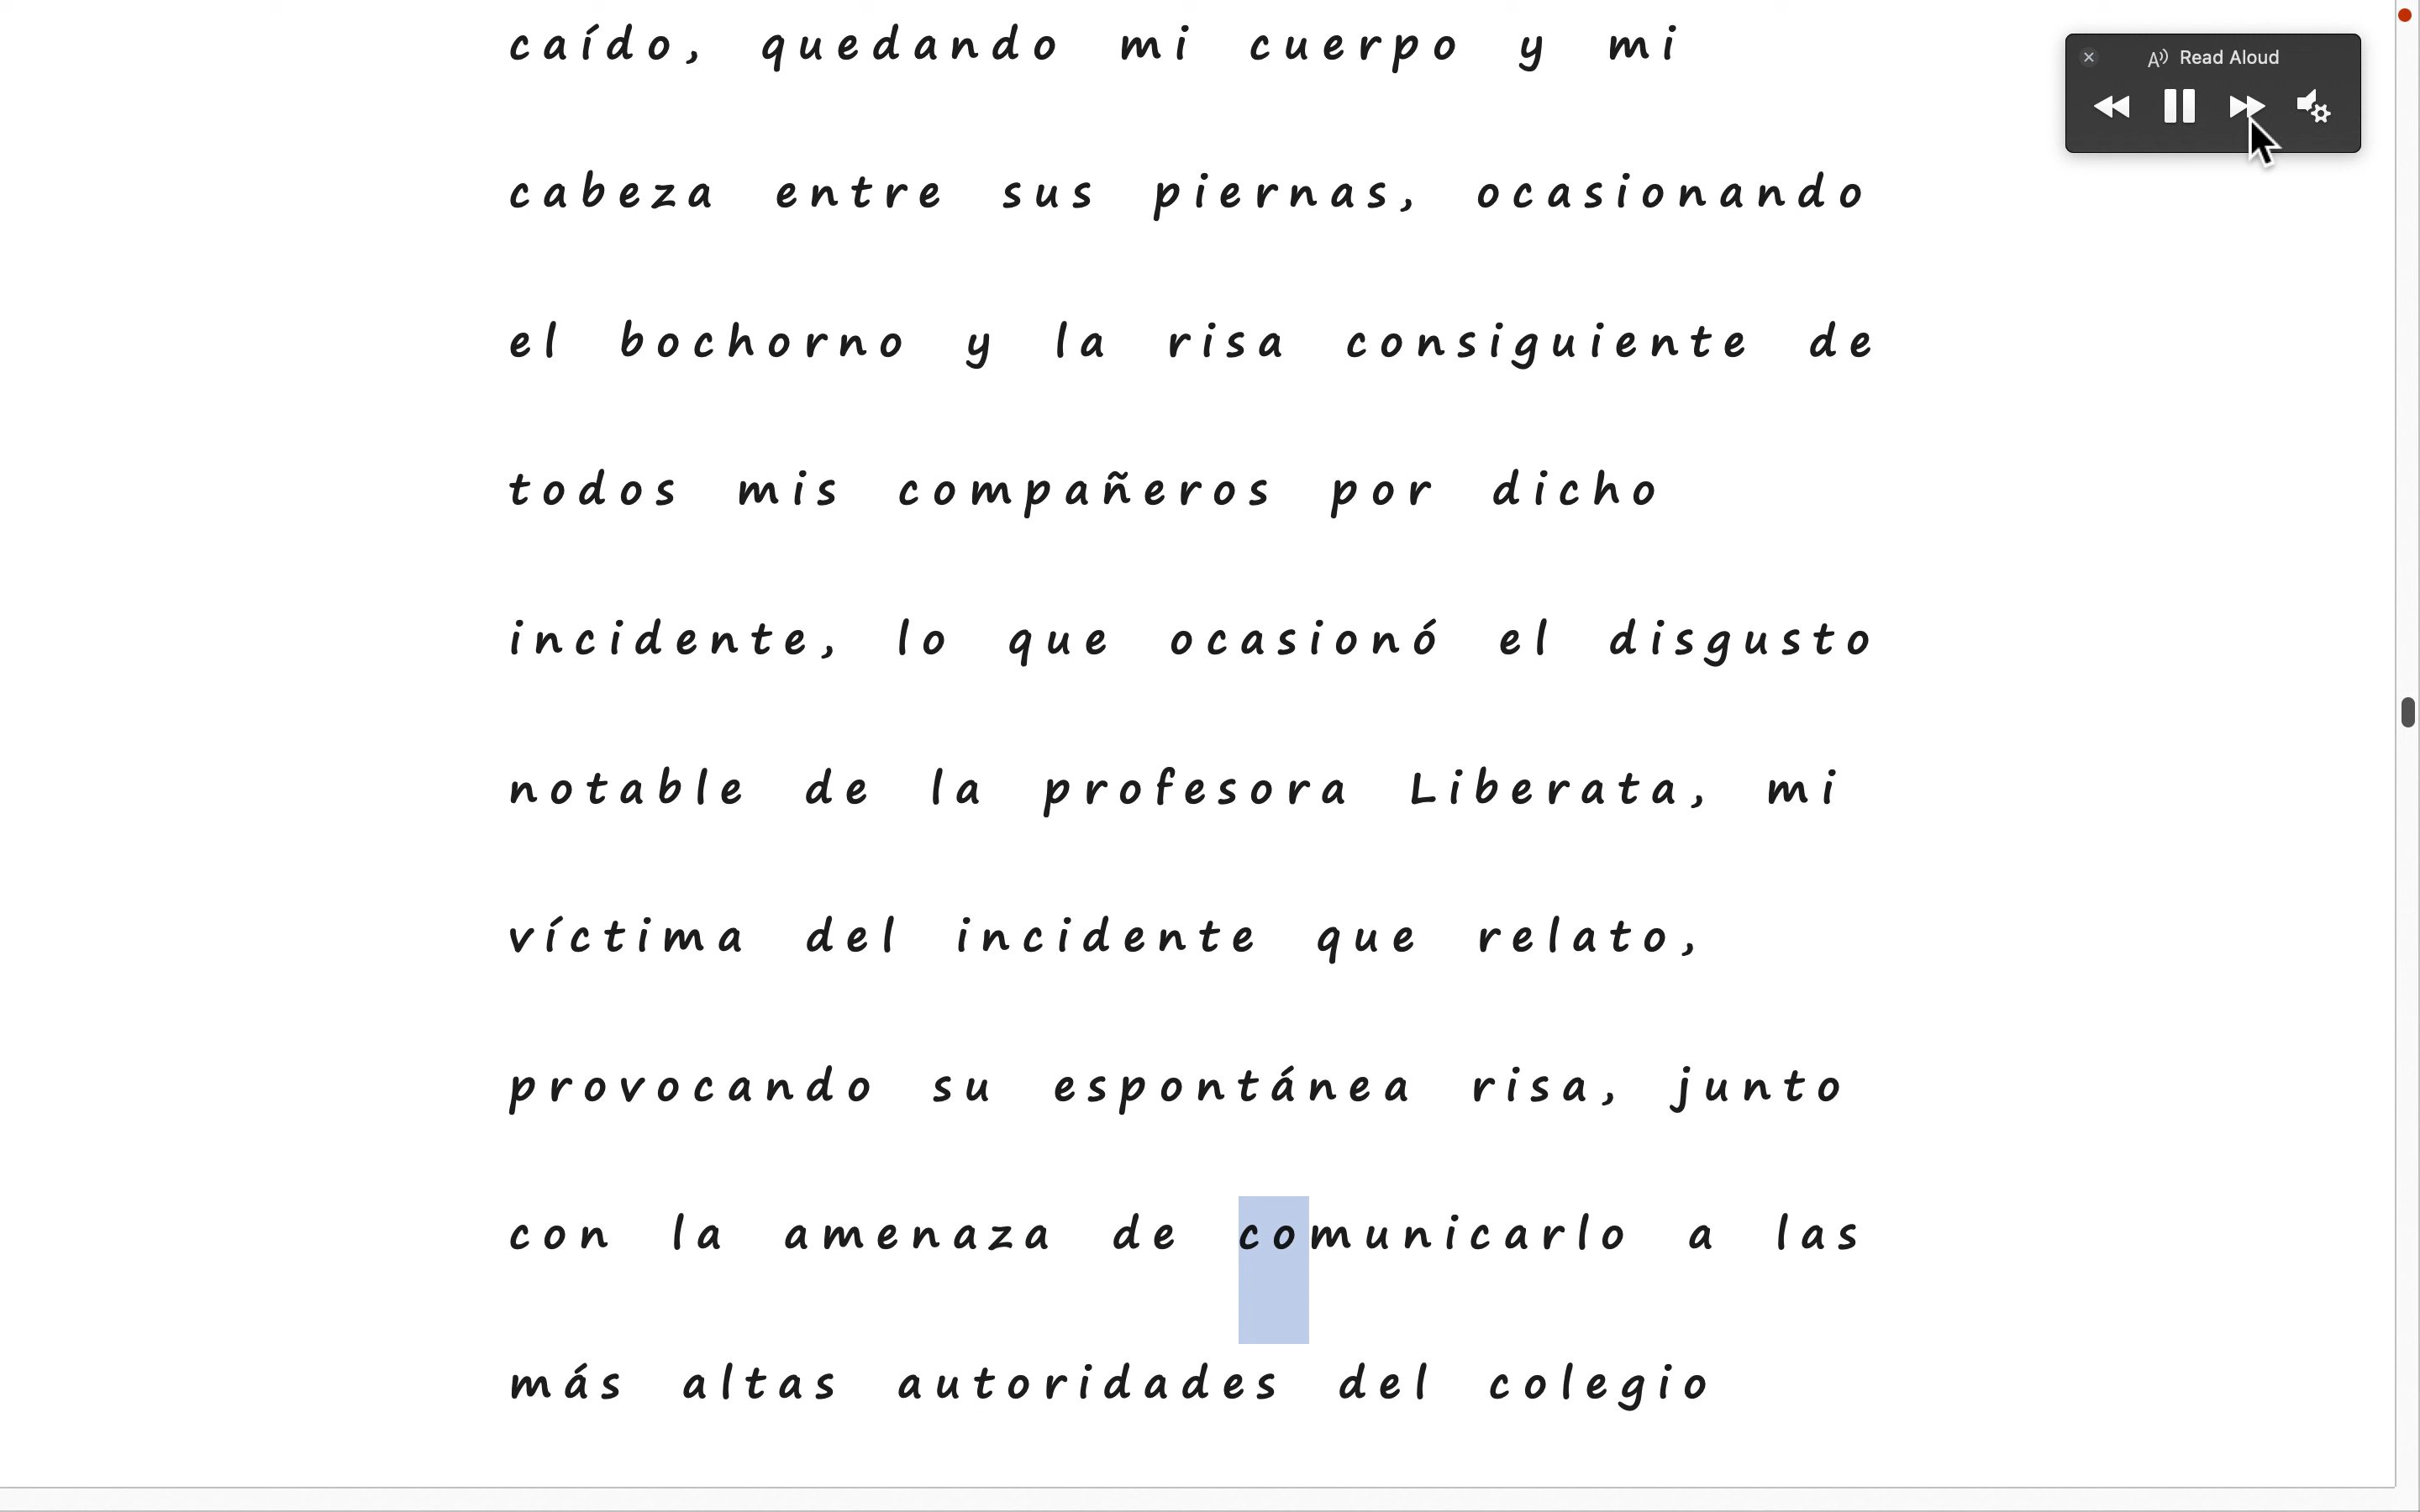 caído, quedando mi cuerpo y mi
Read Aloud
cabeza entre sus piernas, ocasionando
el bochorno y la risa consiguiente de
todos mis compañeros por dicho
incidente, lo que ocasionó el disgusto
notable de la profesora Liberata, mi
víctima del incidente que relato,
provocando su espontánea risa, junto
con la amenaza de comunicarlo a las
más altas autoridades del colegio